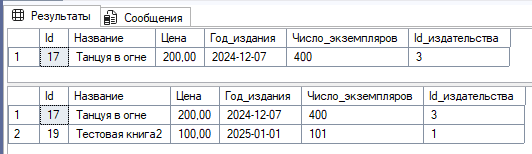 Результаты Сообщения
Id Название Цена Год_издания Число_экземпляров Id_издательства
1 17 Танцуя в огне 200,00 2024-12-07 400 3
Id Название Цена Год_издания Число_экземпляров Id_издательства
1 17 Танцуя в огне 200,00 2024-12-07 400 3
2 19 Тестовая книга2 100,00 2025-01-01 101 1